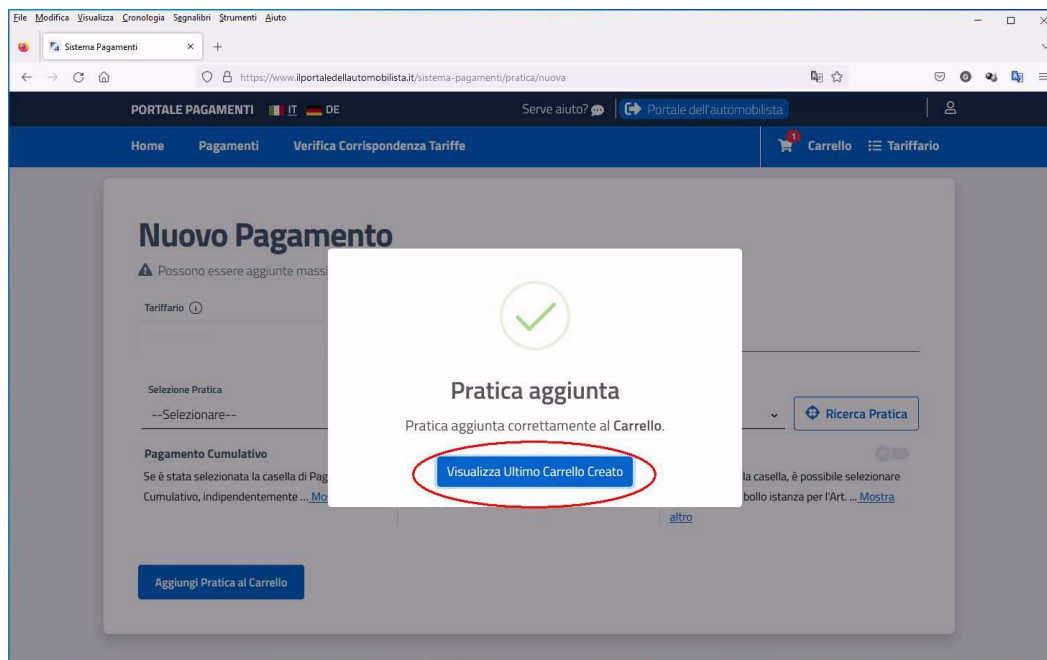 File Modifica Visualizza Cronologia Segnalibri Strumenti Aiuto
Sistema Pagamenti
https://www.ilportaledellautomobilista.it/sistema-pagamenti/pratica/nuova
PORTALE PAGAMENTI IT DE Serve aiuto? Portale dell'automobilista
Home Pagamenti Verifica Corrispondenza Tariffe 1 Carrello Tariffario
Nuovo Pagamento
Possono essere aggiunte massi
Tariffario
Pratica aggiunta
Selezione Pratica
--Selezionare-- Ricerca Pratica
Pratica aggiunta correttamente al Carrello.
Pagamento Cumulativo
Visualizza Ultimo Carrello Creato
Se è stata selezionata la casella di Pag la casella, è possibile selezionare
Cumulativo, indipendentemente ... Mo bollo istanza per l'Art. ... Mostra
altro
Aggiungi Pratica al Carrello